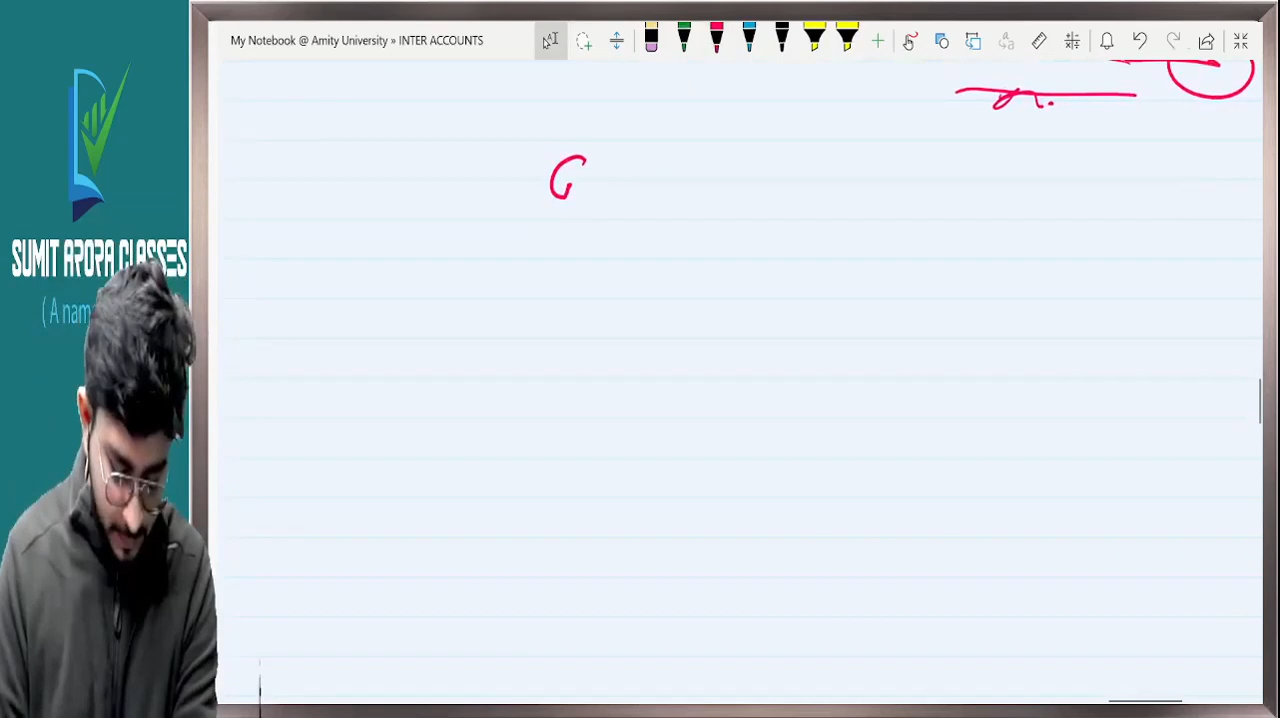 My Notebook @ Amity University » INTER ACCOUNTS
SUMIT ARORA CLASSES
( A nam